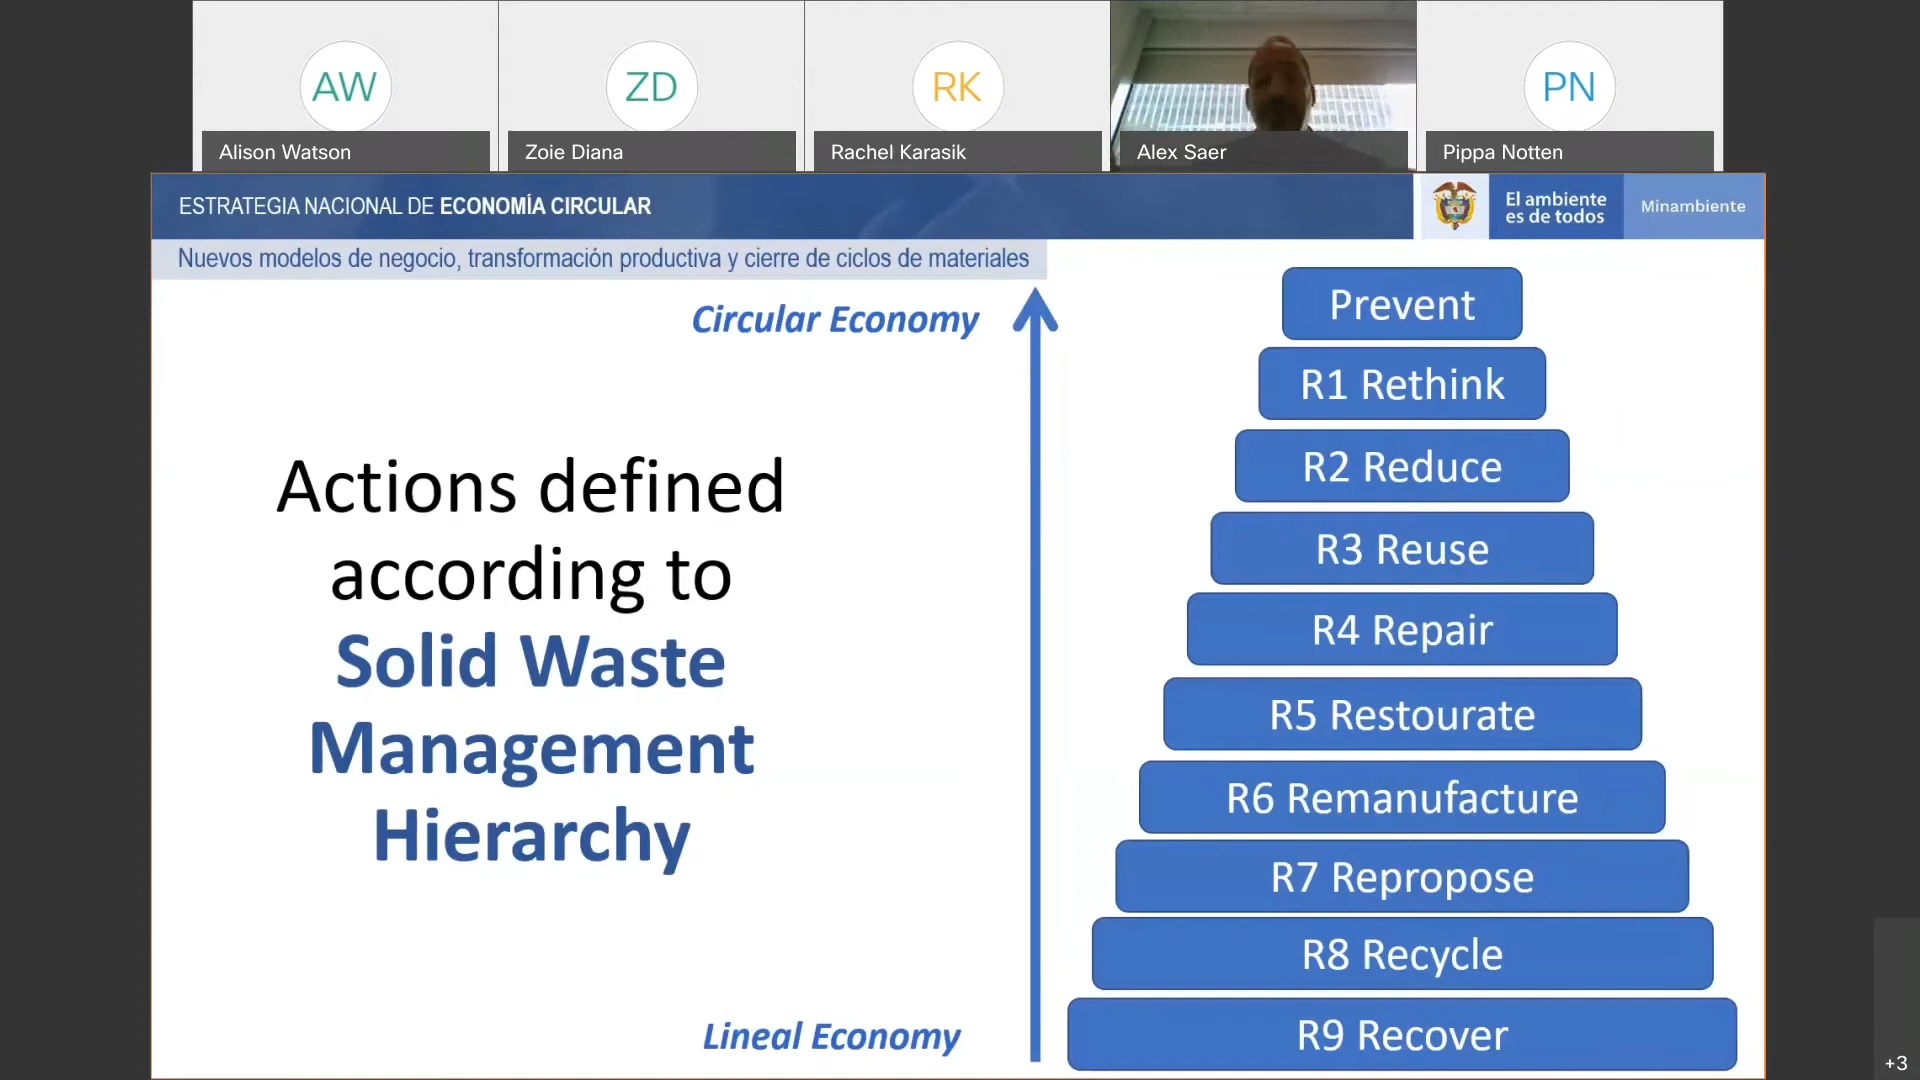 AW
ZD
RK
PN
Alison Watson
Zoie Diana
Rachel Karasik
Alex Saer
Pippa Notten
ESTRATEGIA NACIONAL DE ECONOMÍA CIRCULAR
El ambiente
es de todos
Minambiente
Nuevos modelos de negocio, transformación productiva y cierre de ciclos de materiales
Circular Economy
Actions defined
according to
Solid Waste
Management
Hierarchy
Lineal Economy
Prevent
R1 Rethink
R2 Reduce
R3 Reuse
R4 Repair
R5 Restourate
R6 Remanufacture
R7 Repropose
R8 Recycle
R9 Recover
+3